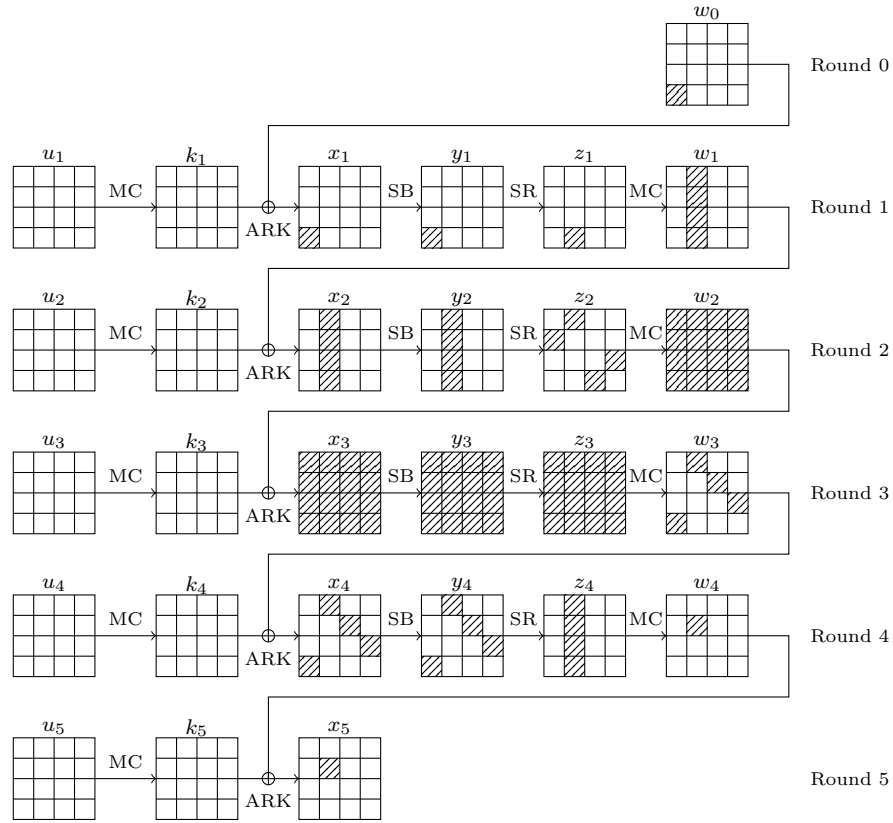 w₀
Round 0
u₁ k₁ x₁ y₁ z₁ w₁
MC SB SR MC
Round 1
ARK
u₂ k₂ x₂ y₂ z₂ w₂
MC SB SR MC
Round 2
ARK
u₃ k₃ x₃ y₃ z₃ w₃
MC SB SR MC
Round 3
ARK
u₄ k₄ x₄ y₄ z₄ w₄
MC SB SR MC
Round 4
ARK
u₅ k₅ x₅
MC
Round 5
ARK